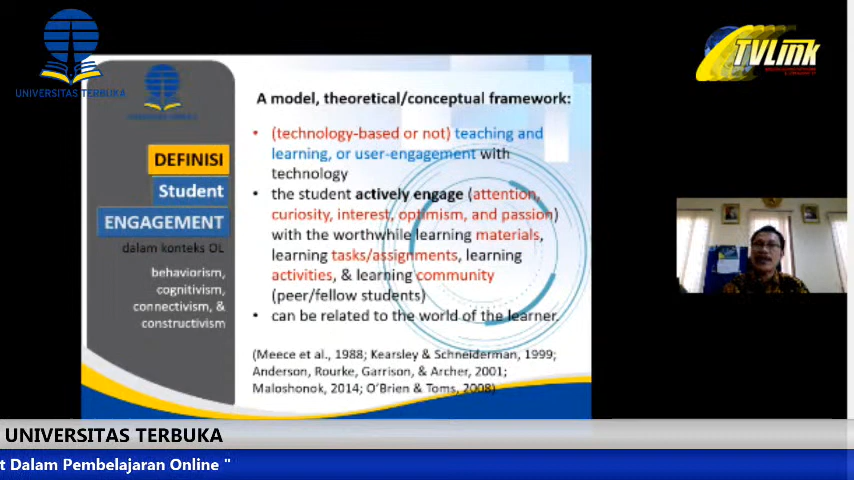 UNIVERSITAS TERBUKA
TVLink
DEFINISI
Student
ENGAGEMENT
dalam konteks OL
behaviorism,
cognitivism,
connectivism, &
constructivism
A model, theoretical/conceptual framework:
• (technology-based or not) teaching and
learning, or user-engagement with
technology
• the student actively engage (attention,
curiosity, interest, optimism, and passion)
with the worthwhile learning materials,
learning tasks/assignments, learning
activities, & learning community
(peer/fellow students)
• can be related to the world of the learner.
(Meece et al., 1988; Kearsley & Schneiderman, 1999;
Anderson, Rourke, Garrison, & Archer, 2001;
Maloshonok, 2014; O'Brien & Toms, 2008)
UNIVERSITAS TERBUKA
t Dalam Pembelajaran Online "